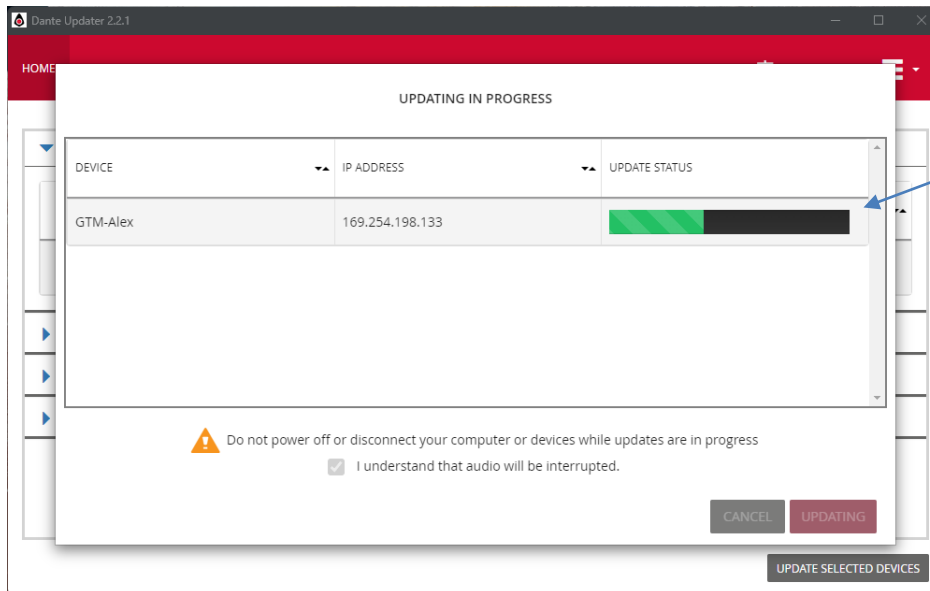 Dante Updater 2.2.1
HOME
UPDATING IN PROGRESS
DEVICE IP ADDRESS UPDATE STATUS
GTM-Alex 169.254.198.133
Do not power off or disconnect your computer or devices while updates are in progress
I understand that audio will be interrupted.
CANCEL UPDATING
UPDATE SELECTED DEVICES